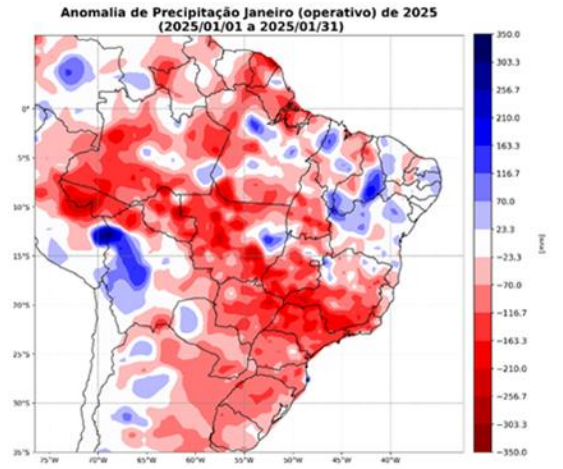 Anomalia de Precipitação Janeiro (operativo) de 2025
(2025/01/01 a 2025/01/31)
350.0
303.3
256.7
210.0
163.3
116.7
70.0
23.3
−23.3
−70.0
−116.7
−163.3
−210.0
−256.7
−303.3
−350.0
[mm]
0°
5°S
10°S
15°S
20°S
25°S
30°S
35°S
75°W
70°W
65°W
60°W
55°W
50°W
45°W
40°W